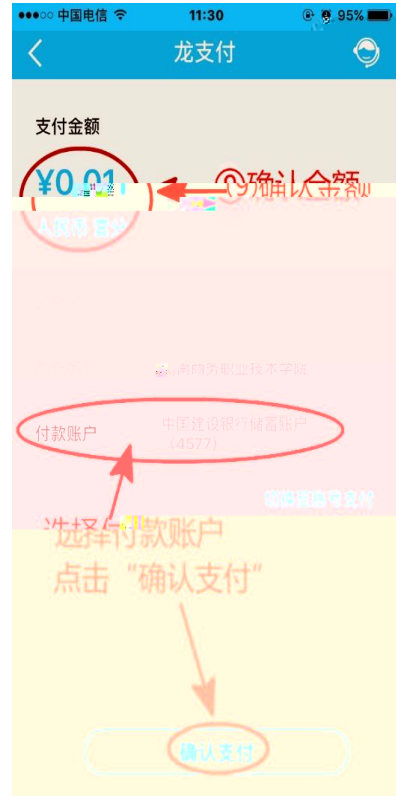 中国电信 11:30 95%
龙支付
支付金额
¥0.01
确认金额
人民币 壹分
南商务职业技术学院
付款账户
中国建设银行储蓄账户
(4577)
选择付款账户
点击“确认支付”
确认支付